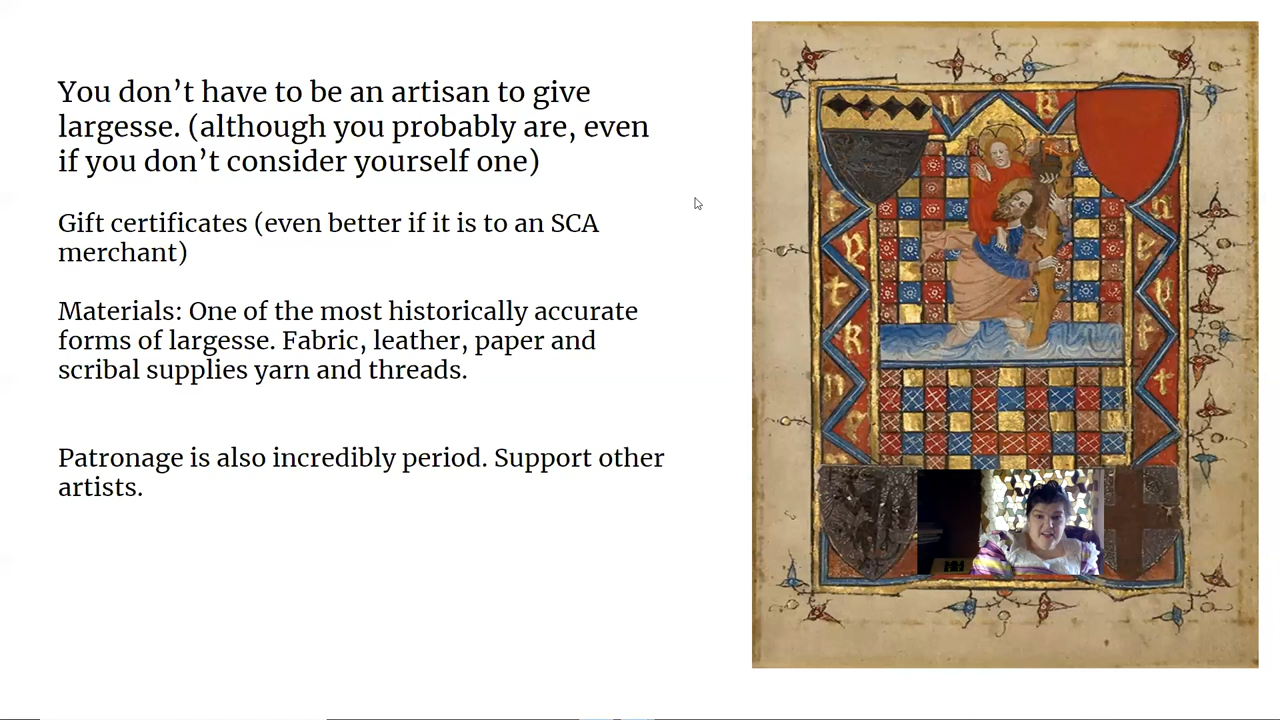 You don’t have to be an artisan to give
largesse. (although you probably are, even
if you don’t consider yourself one)
Gift certificates (even better if it is to an SCA
merchant)
Materials: One of the most historically accurate
forms of largesse. Fabric, leather, paper and
scribal supplies yarn and threads.
Patronage is also incredibly period. Support other
artists.